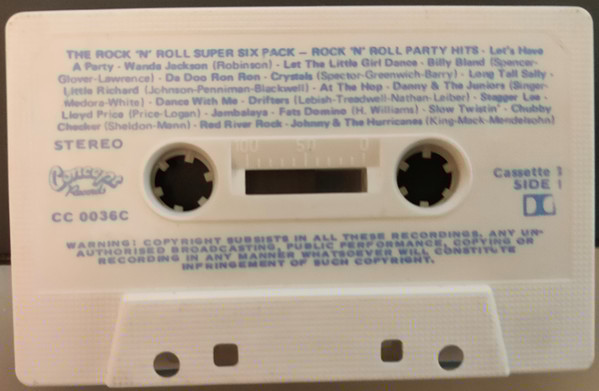 THE ROCK 'N' ROLL SUPER SIX PACK – ROCK 'N' ROLL PARTY HITS - Let's Have
A Party - Wanda Jackson (Robinson) - Let The Little Girl Dance - Billy Bland (Spencer-
Glover-Lawrence) - Da Doo Ron Ron - Crystals (Spector-Greenwich-Barry) - Long Tall Sally -
Little Richard (Johnson-Penniman-Blackwell) - At The Hop - Danny & The Juniors (Singer-
Medora-White) - Dance With Me - Drifters (Lebish-Treadwell-Nathan-Leiber) - Stagger Lee -
Lloyd Price (Price-Logan) - Jambalaya - Fats Domino (H. Williams) - Slow Twistin' - Chubby
Checker (Sheldon-Mann) - Red River Rock - Johnny & The Hurricanes (King-Mack-Mendelsohn)
STEREO
100 50 0
Concept
Records
Cassette 1
SIDE 1
CC 0036C
WARNING! COPYRIGHT SUBSISTS IN ALL THESE RECORDINGS. ANY UN-
AUTHORISED BROADCASTING, PUBLIC PERFORMANCE, COPYING OR
RECORDING IN ANY MANNER WHATSOEVER WILL CONSTITUTE
INFRINGEMENT OF SUCH COPYRIGHT.